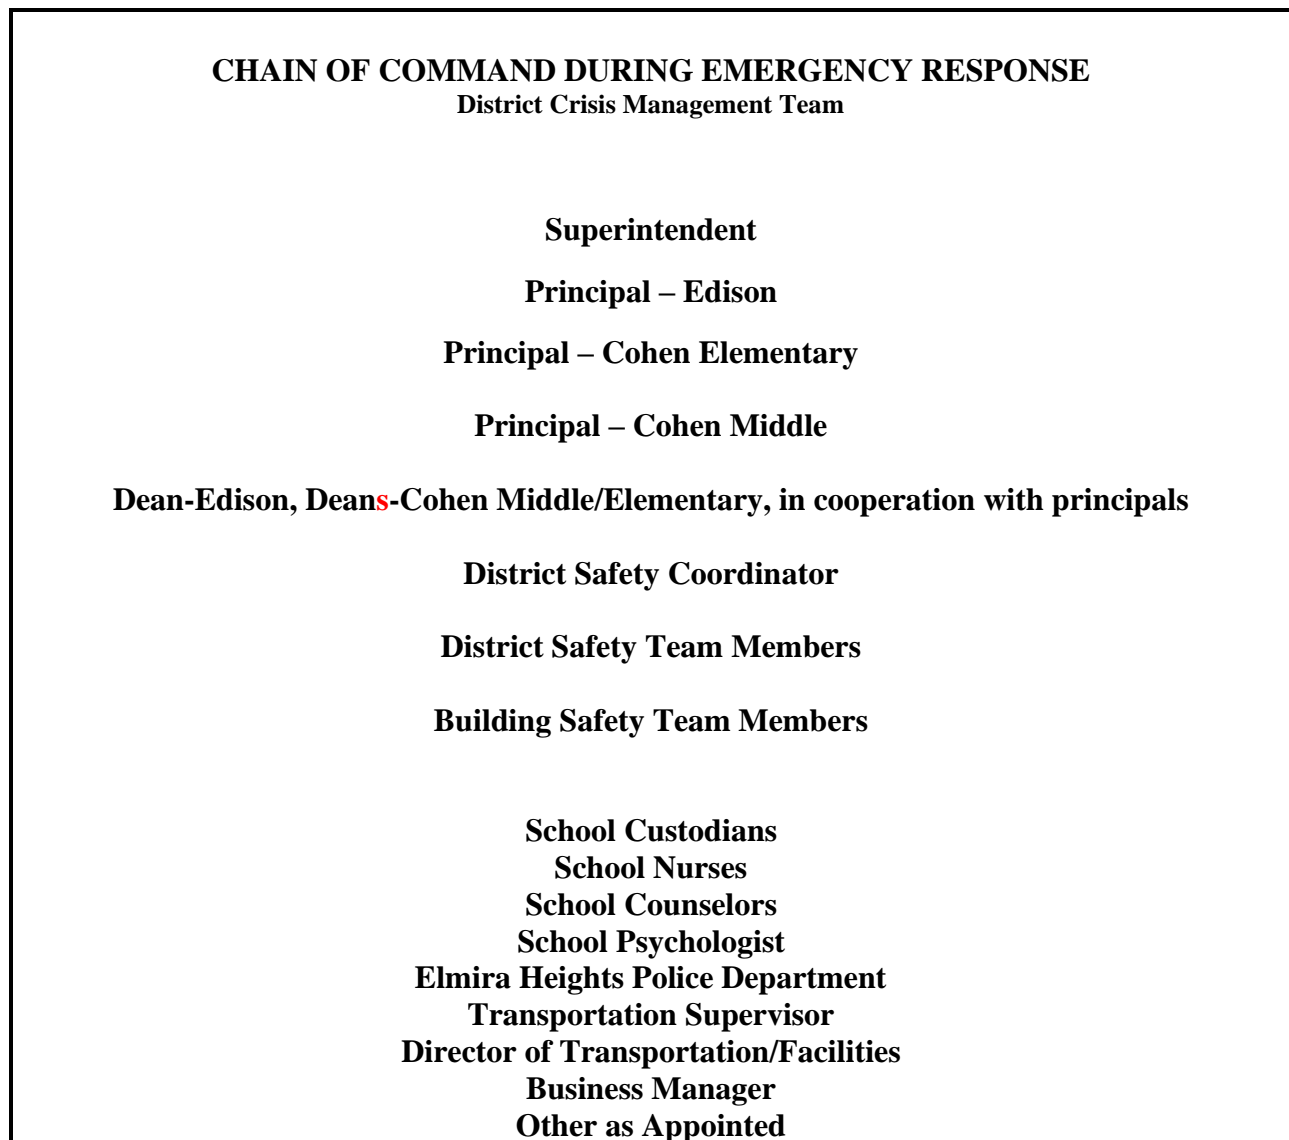 CHAIN OF COMMAND DURING EMERGENCY RESPONSE
District Crisis Management Team
Superintendent
Principal – Edison
Principal – Cohen Elementary
Principal – Cohen Middle
Dean-Edison, Deans-Cohen Middle/Elementary, in cooperation with principals
District Safety Coordinator
District Safety Team Members
Building Safety Team Members
School Custodians
School Nurses
School Counselors
School Psychologist
Elmira Heights Police Department
Transportation Supervisor
Director of Transportation/Facilities
Business Manager
Other as Appointed